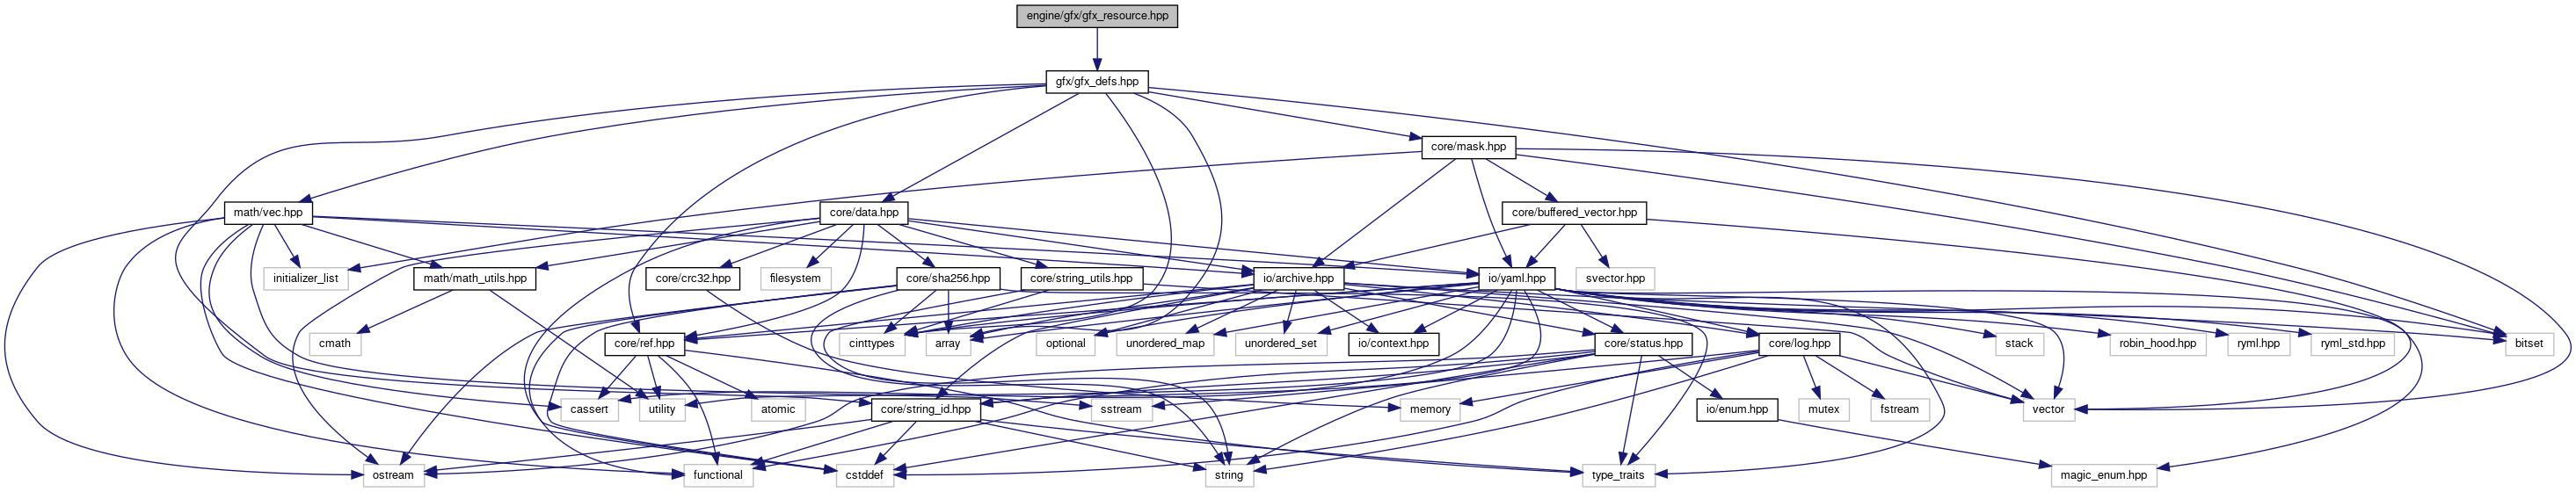 engine/gfx/gfx_resource.hpp
gfx/gfx_defs.hpp
core/mask.hpp
math/vec.hpp
core/data.hpp
core/buffered_vector.hpp
initializer_list
math/math_utils.hpp
core/crc32.hpp
filesystem
core/sha256.hpp
core/string_utils.hpp
io/archive.hpp
io/yaml.hpp
svector.hpp
cmath
core/ref.hpp
cinttypes
array
optional
unordered_map
unordered_set
io/context.hpp
core/status.hpp
core/log.hpp
stack
robin_hood.hpp
ryml.hpp
ryml_std.hpp
bitset
cassert
utility
atomic
core/string_id.hpp
sstream
memory
io/enum.hpp
mutex
fstream
vector
ostream
functional
cstddef
string
type_traits
magic_enum.hpp